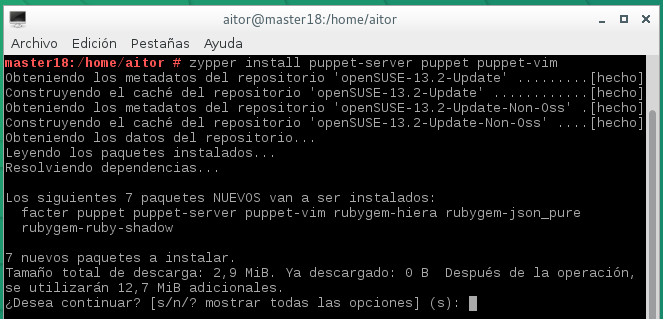 aitor@master18:/home/aitor
Archivo Edición Pestañas Ayuda
master18:/home/aitor # zypper install puppet-server puppet puppet-vim
Obteniendo los metadatos del repositorio 'openSUSE-13.2-Update' .........[hecho]
Construyendo el caché del repositorio 'openSUSE-13.2-Update' ............[hecho]
Obteniendo los metadatos del repositorio 'openSUSE-13.2-Update-Non-Oss' .[hecho]
Construyendo el caché del repositorio 'openSUSE-13.2-Update-Non-Oss' ....[hecho]
Obteniendo los datos del repositorio...
Leyendo los paquetes instalados...
Resolviendo dependencias...
Los siguientes 7 paquetes NUEVOS van a ser instalados:
facter puppet puppet-server puppet-vim rubygem-hiera rubygem-json_pure
rubygem-ruby-shadow
7 nuevos paquetes a instalar.
Tamaño total de descarga: 2,9 MiB. Ya descargado: 0 B  Después de la operación,
se utilizarán 12,7 MiB adicionales.
¿Desea continuar? [s/n/? mostrar todas las opciones] (s):